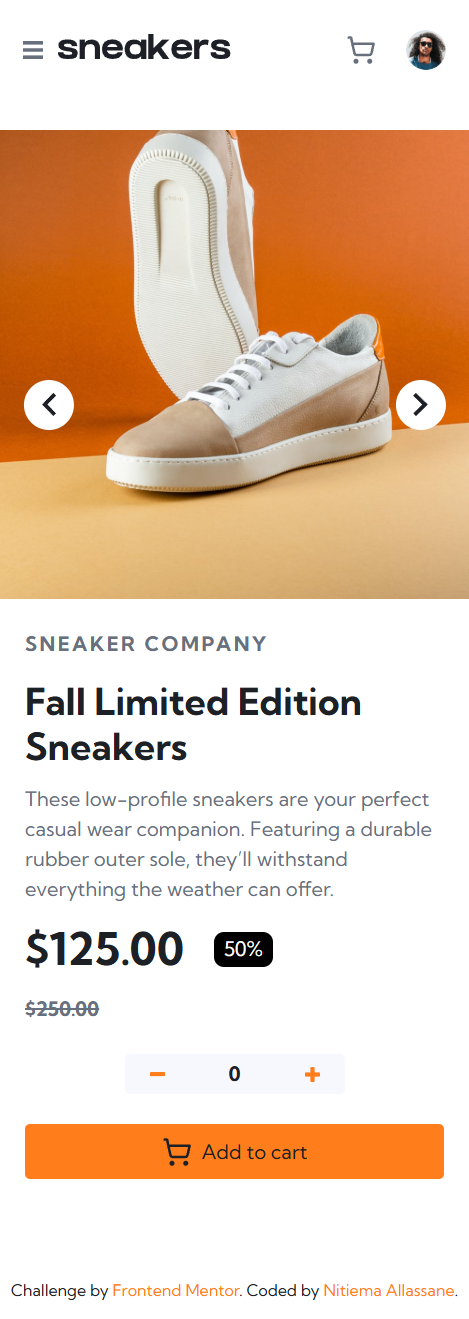 sneakers
SNEAKER COMPANY
Fall Limited Edition
Sneakers
These low-profile sneakers are your perfect
casual wear companion. Featuring a durable
rubber outer sole, they’ll withstand
everything the weather can offer.
$125.00 50%
$250.00
0
Add to cart
Challenge by Frontend Mentor. Coded by Nitiema Allassane.